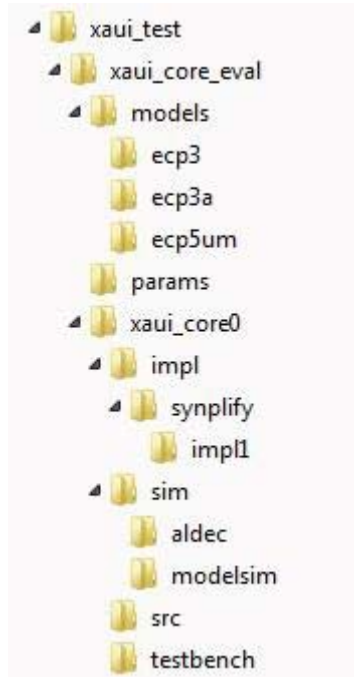 xaui_test
xaui_core_eval
models
ecp3
ecp3a
ecp5um
params
xaui_core0
impl
synplify
impl1
sim
aldec
modelsim
src
testbench